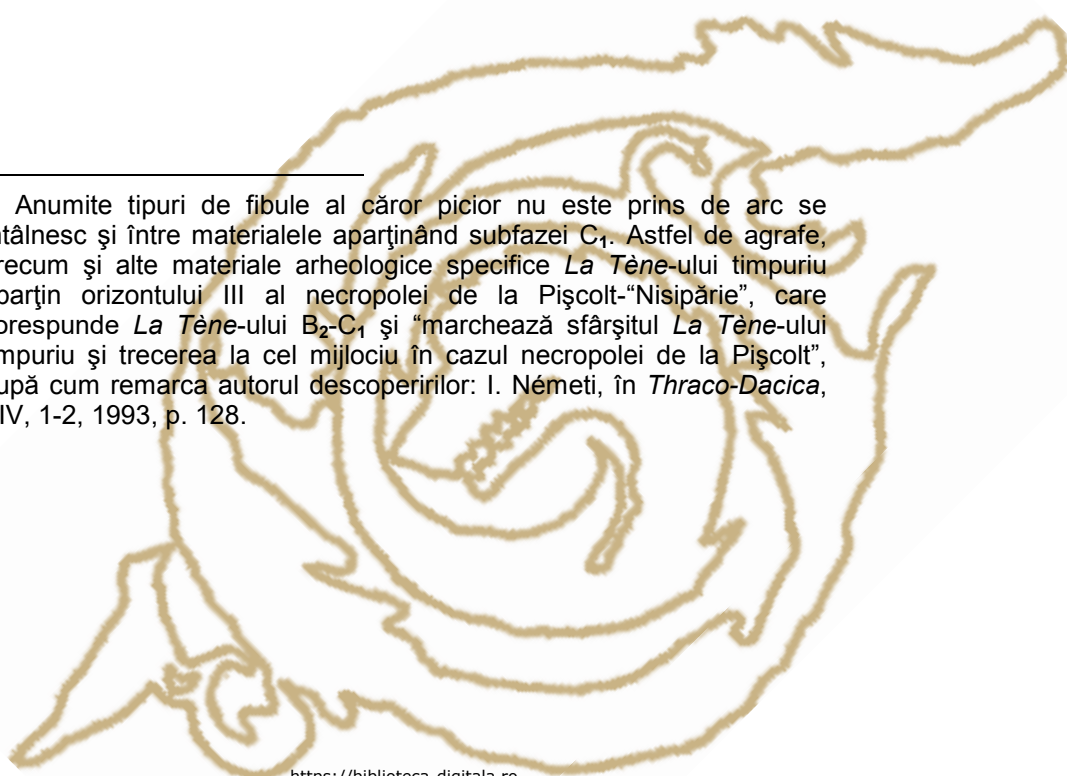 Anumite tipuri de fibule al căror picior nu este prins de arc se
ntâlnesc şi între materialele aparţinând subfazei C₁. Astfel de agrafe,
recum şi alte materiale arheologice specifice La Tène-ului timpuriu
parţin orizontului III al necropolei de la Pişcolt-“Nisipărie”, care
orespunde La Tène-ului B₂-C₁ şi “marchează sfârşitul La Tène-ului
mpuriu şi trecerea la cel mijlociu în cazul necropolei de la Pişcolt”,
upă cum remarca autorul descoperirilor: I. Németi, în Thraco-Dacica,
IV, 1-2, 1993, p. 128.
https://biblioteca-digitala.ro